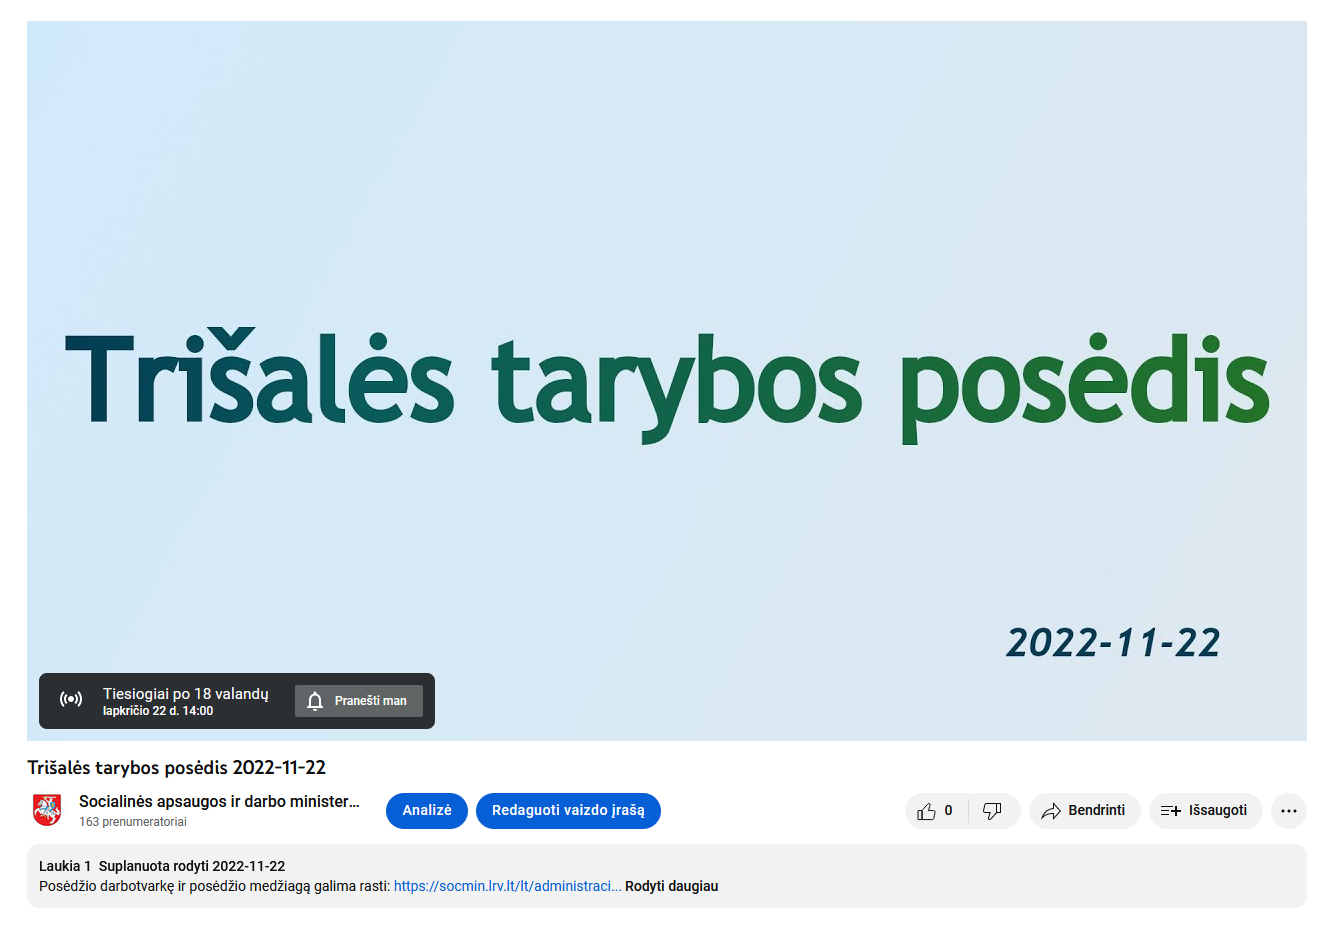 Trišalės tarybos posėdis
2022-11-22
Tiesiogiai po 18 valandų
lapkričio 22 d. 14:00
Pranešti man
Trišalės tarybos posėdis 2022-11-22
Socialinės apsaugos ir darbo minister...
163 prenumeratoriai
Analizė
Redaguoti vaizdo įrašą
0
Bendrinti
Išsaugoti
Laukia 1 Suplanuota rodyti 2022-11-22
Posėdžio darbotvarkę ir posėdžio medžiagą galima rasti: https://socmin.lrv.lt/lt/administraci... Rodyti daugiau